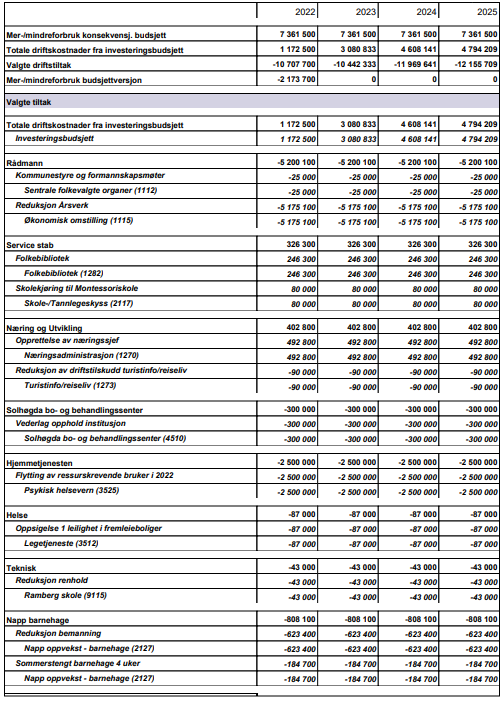 2022 2023 2024 2025
Mer-/mindreforbruk konsekvensj. budsjett 7 361 500 7 361 500 7 361 500 7 361 500
Totale driftskostnader fra investeringsbudsjett 1 172 500 3 080 833 4 608 141 4 794 209
Valgte driftstiltak -10 707 700 -10 442 333 -11 969 641 -12 155 709
Mer-/mindreforbruk budsjettversjon -2 173 700 0 0 0
Valgte tiltak
Totale driftskostnader fra investeringsbudsjett 1 172 500 3 080 833 4 608 141 4 794 209
Investeringsbudsjett 1 172 500 3 080 833 4 608 141 4 794 209
Rådmann -5 200 100 -5 200 100 -5 200 100 -5 200 100
Kommunestyre og formannskapsmøter -25 000 -25 000 -25 000 -25 000
Sentrale folkevalgte organer (1112) -25 000 -25 000 -25 000 -25 000
Reduksjon Årsverk -5 175 100 -5 175 100 -5 175 100 -5 175 100
Økonomisk omstilling (1115) -5 175 100 -5 175 100 -5 175 100 -5 175 100
Service stab 326 300 326 300 326 300 326 300
Folkebibliotek 246 300 246 300 246 300 246 300
Folkebibliotek (1282) 246 300 246 300 246 300 246 300
Skolekjøring til Montessoriskole 80 000 80 000 80 000 80 000
Skole-/Tannlegeskyss (2117) 80 000 80 000 80 000 80 000
Næring og Utvikling 402 800 402 800 402 800 402 800
Opprettelse av næringssjef 492 800 492 800 492 800 492 800
Næringsadministrasjon (1270) 492 800 492 800 492 800 492 800
Reduksjon av driftstilskudd turistinfo/reiseliv -90 000 -90 000 -90 000 -90 000
Turistinfo/reiseliv (1273) -90 000 -90 000 -90 000 -90 000
Solhøgda bo- og behandlingssenter -300 000 -300 000 -300 000 -300 000
Vederlag opphold institusjon -300 000 -300 000 -300 000 -300 000
Solhøgda bo- og behandlingssenter (4510) -300 000 -300 000 -300 000 -300 000
Hjemmetjenesten -2 500 000 -2 500 000 -2 500 000 -2 500 000
Flytting av ressurskrevende bruker i 2022 -2 500 000 -2 500 000 -2 500 000 -2 500 000
Psykisk helsevern (3525) -2 500 000 -2 500 000 -2 500 000 -2 500 000
Helse -87 000 -87 000 -87 000 -87 000
Oppsigelse 1 leilighet i fremleieboliger -87 000 -87 000 -87 000 -87 000
Legetjeneste (3512) -87 000 -87 000 -87 000 -87 000
Teknisk -43 000 -43 000 -43 000 -43 000
Reduksjon renhold -43 000 -43 000 -43 000 -43 000
Ramberg skole (9115) -43 000 -43 000 -43 000 -43 000
Napp barnehage -808 100 -808 100 -808 100 -808 100
Reduksjon bemanning -623 400 -623 400 -623 400 -623 400
Napp oppvekst - barnehage (2127) -623 400 -623 400 -623 400 -623 400
Sommerstengt barnehage 4 uker -184 700 -184 700 -184 700 -184 700
Napp oppvekst - barnehage (2127) -184 700 -184 700 -184 700 -184 700